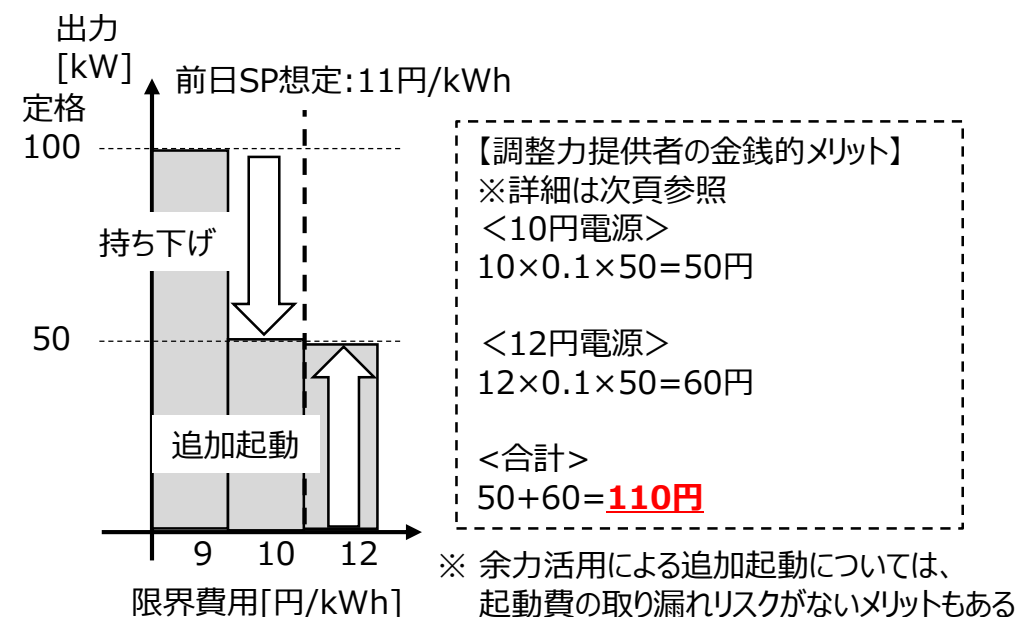 出力
[kW]
定格
100
前日SP想定:11円/kWh
持ち下げ
50
追加起動
9 10 12
限界費用[円/kWh]
【調整力提供者の金銭的メリット】
※詳細は次頁参照
＜10円電源＞
10×0.1×50=50円
＜12円電源＞
12×0.1×50=60円
<合計>
50+60=110円
※ 余力活用による追加起動については、
起動費の取り漏れリスクがないメリットもある